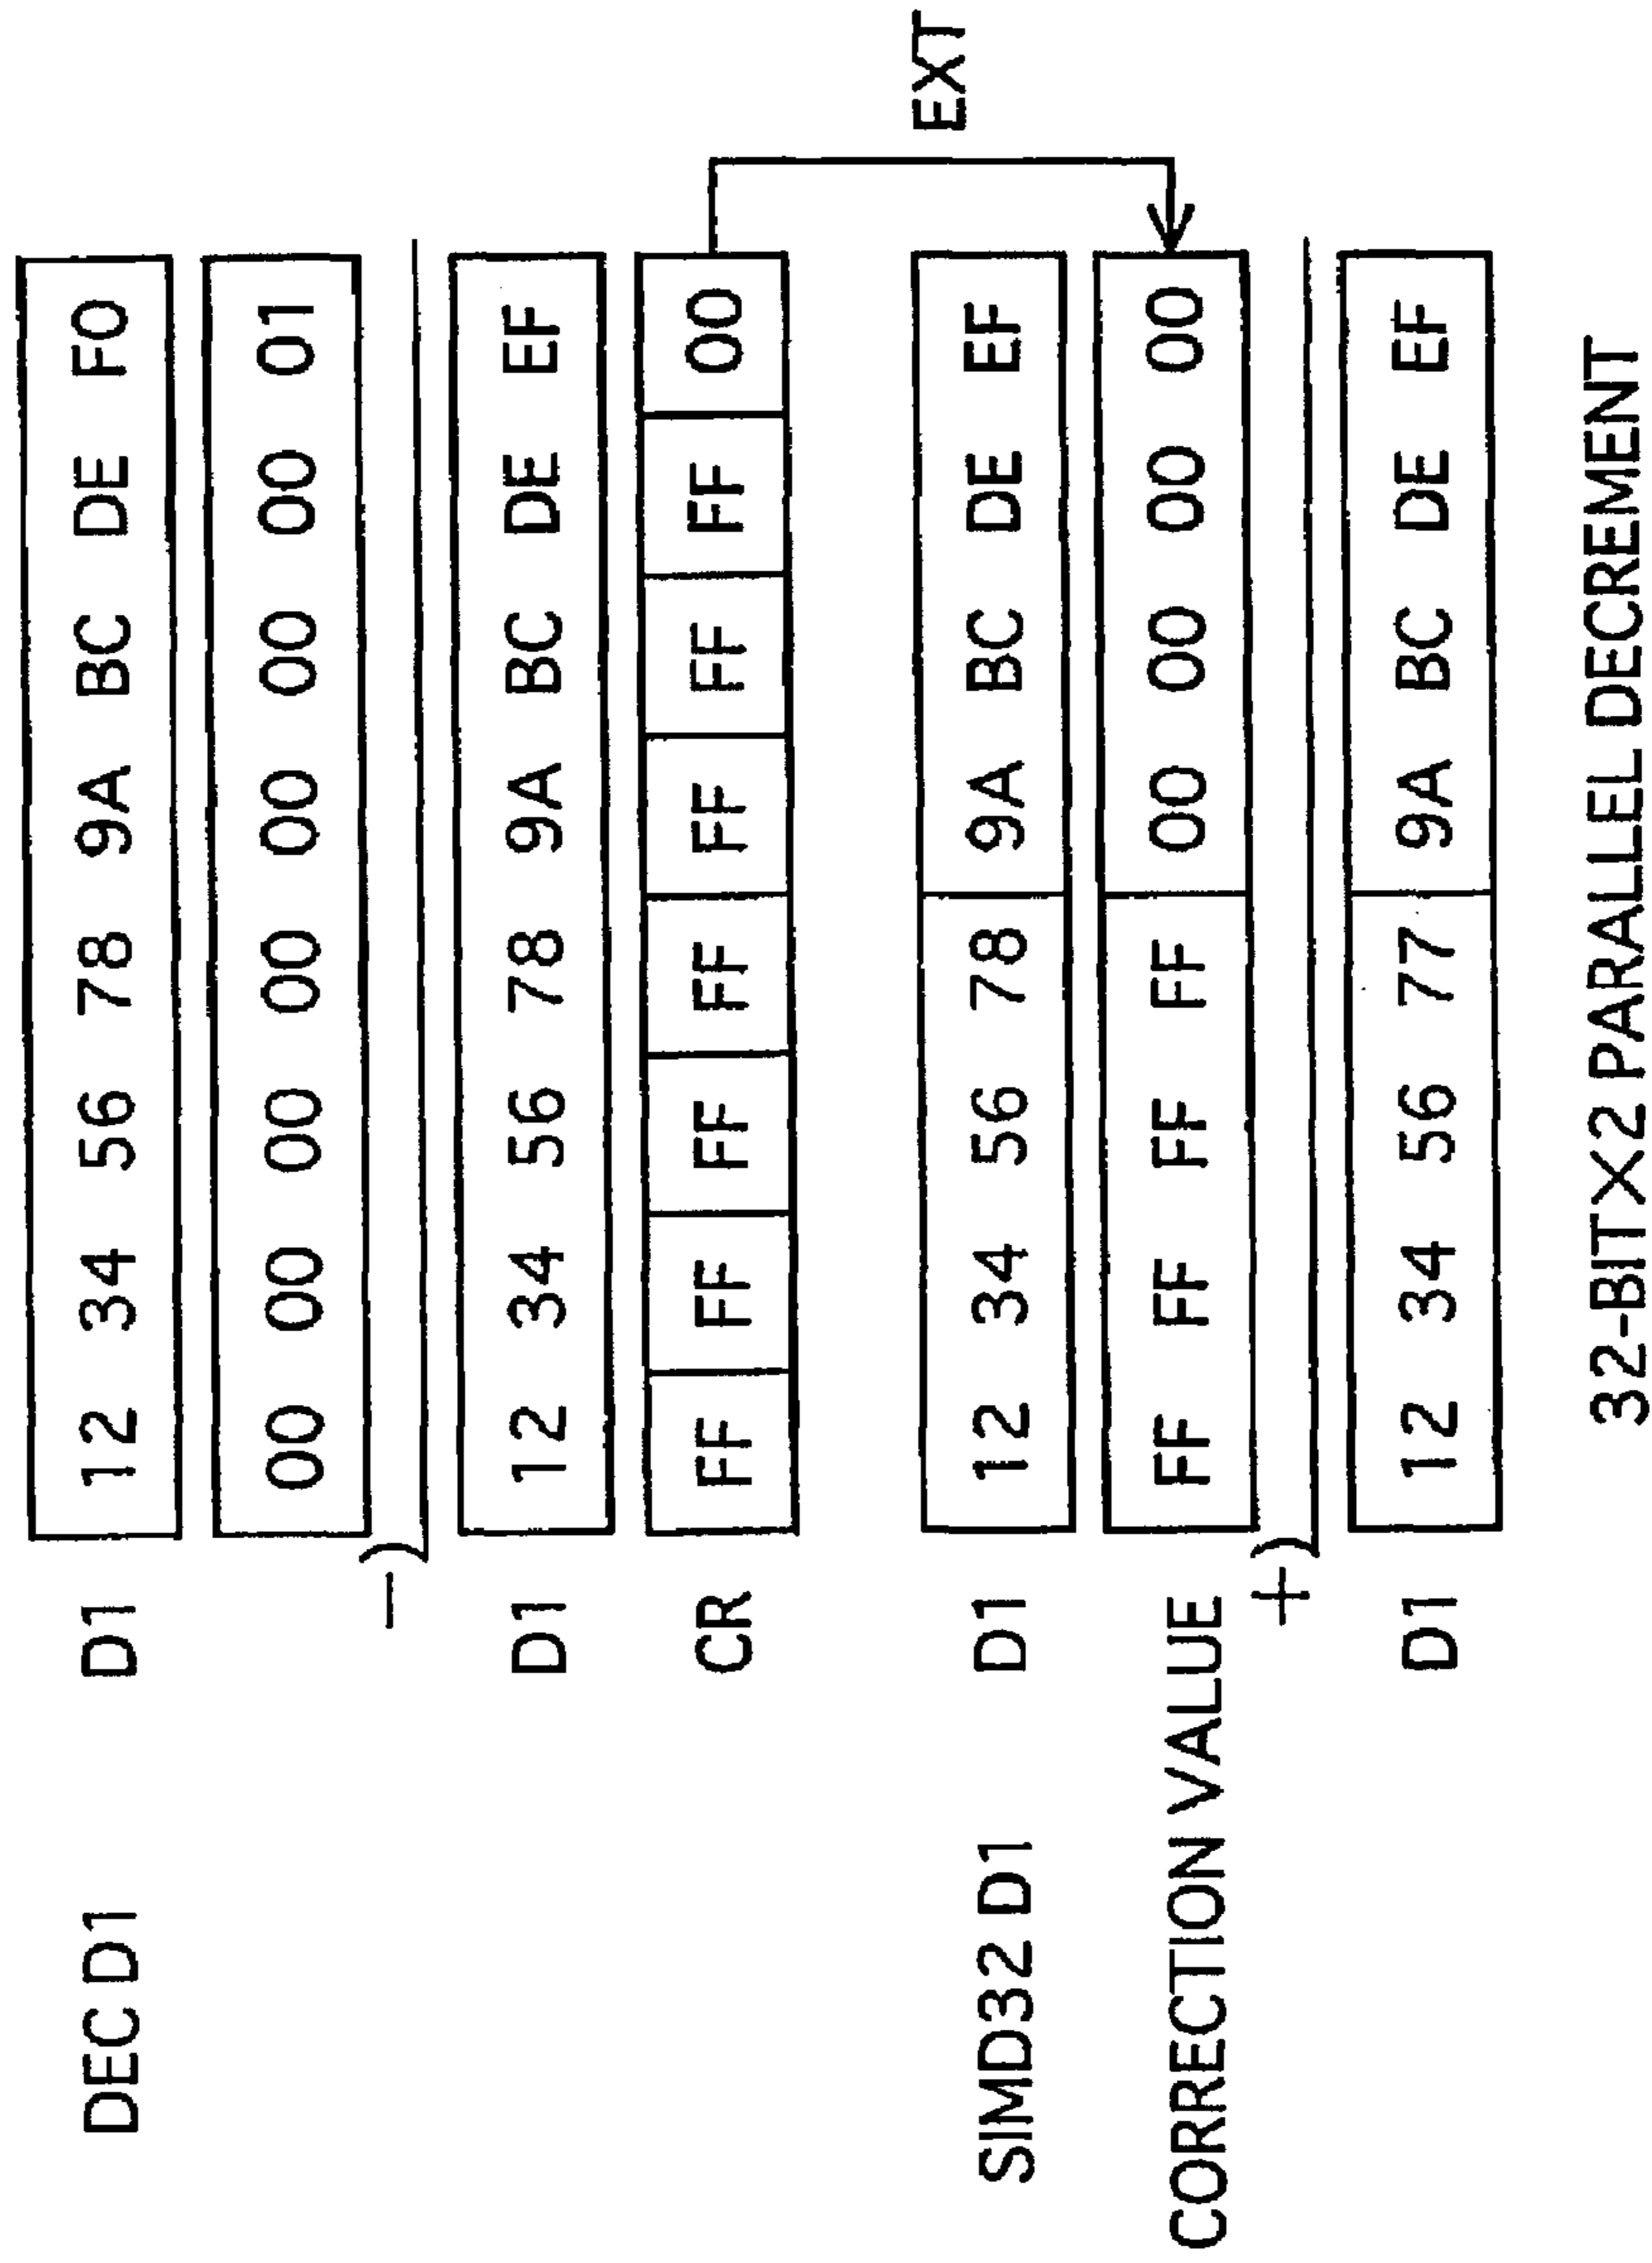 DEC D1 D1 12 34 56 78 9A BC DE F0
00 00 00 00 00 00 00 01
−)
D1 12 34 56 78 9A BC DE EF
CR FF FF FF FF FF FF FF 00
EXT
SIMD32 D1 D1 12 34 56 78 9A BC DE EF
CORRECTION VALUE FF FF FF FF 00 00 00 00
+)
D1 12 34 56 77 9A BC DE EF
32-BIT×2 PARALLEL DECREMENT